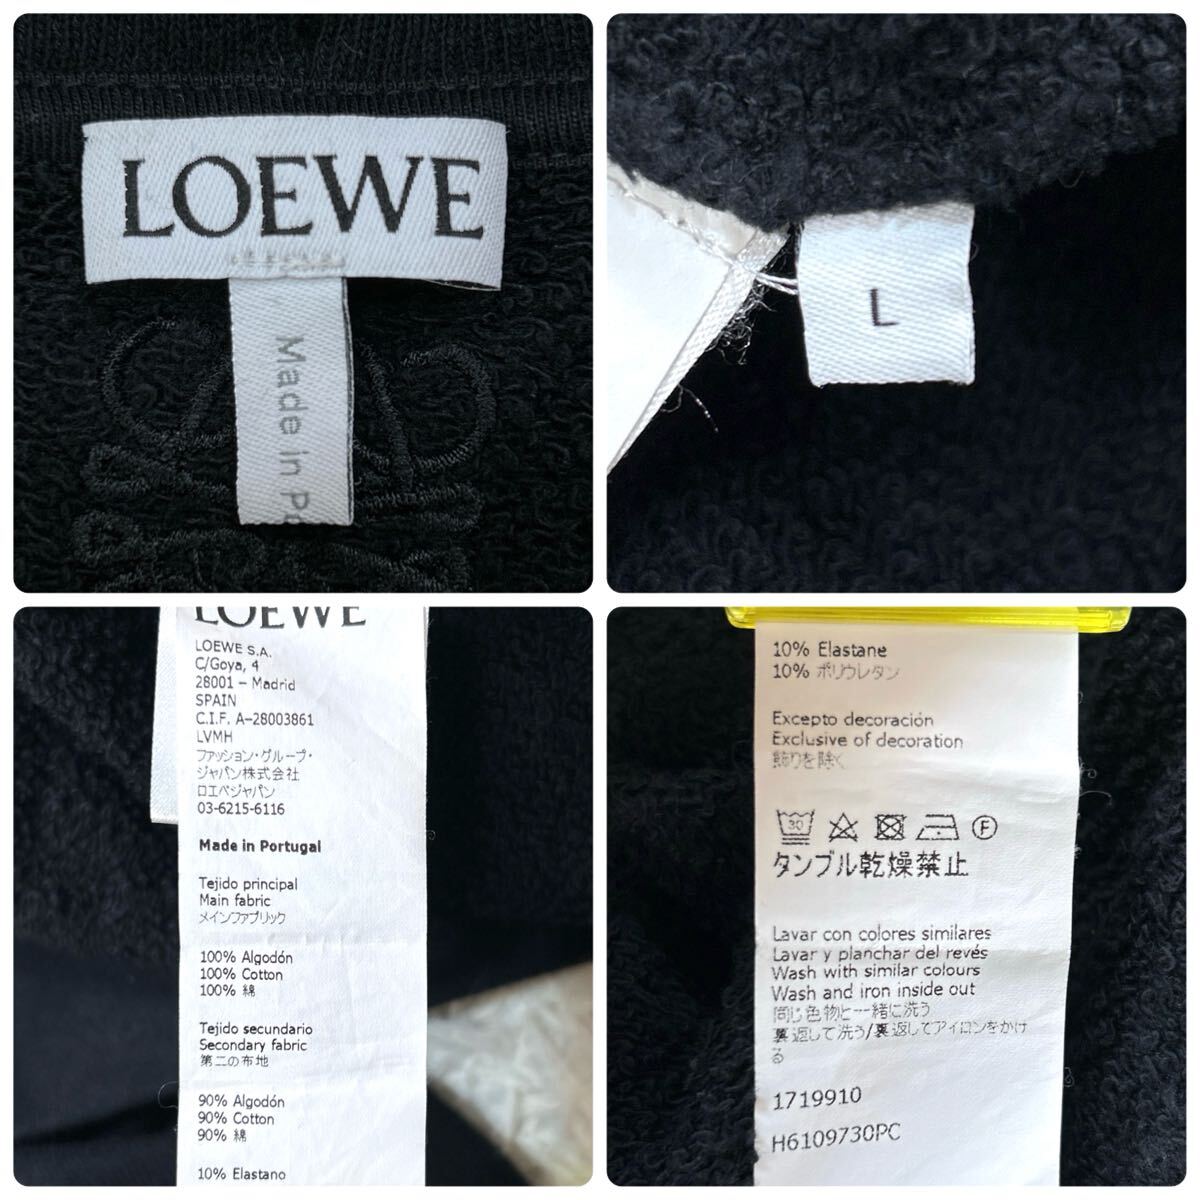 LOEWE
Made in
L
LOEWE
LOEWE S.A.
C/Goya, 4
28001 - Madrid
SPAIN
C.I.F. A-28003861
LVMH
ファッション・グループ・
ジャパン株式会社
ロエベジャパン
03-6215-6116
Made in Portugal
Tejido principal
Main fabric
メインファブリック
100% Algodón
100% Cotton
100% 綿
Tejido secundario
Secondary fabric
第二の布地
90% Algodón
90% Cotton
90% 綿
10% Elastano
10% Elastane
10% ポリウレタン
Excepto decoración
Exclusive of decoration
飾りを除く
30 F
タンブル乾燥禁止
Lavar con colores similares
Lavar y planchar del revés
Wash with similar colours
Wash and iron inside out
同じ色物と一緒に洗う
裏返して洗う/裏返してアイロンをかけ
る
1719910
H6109730PC